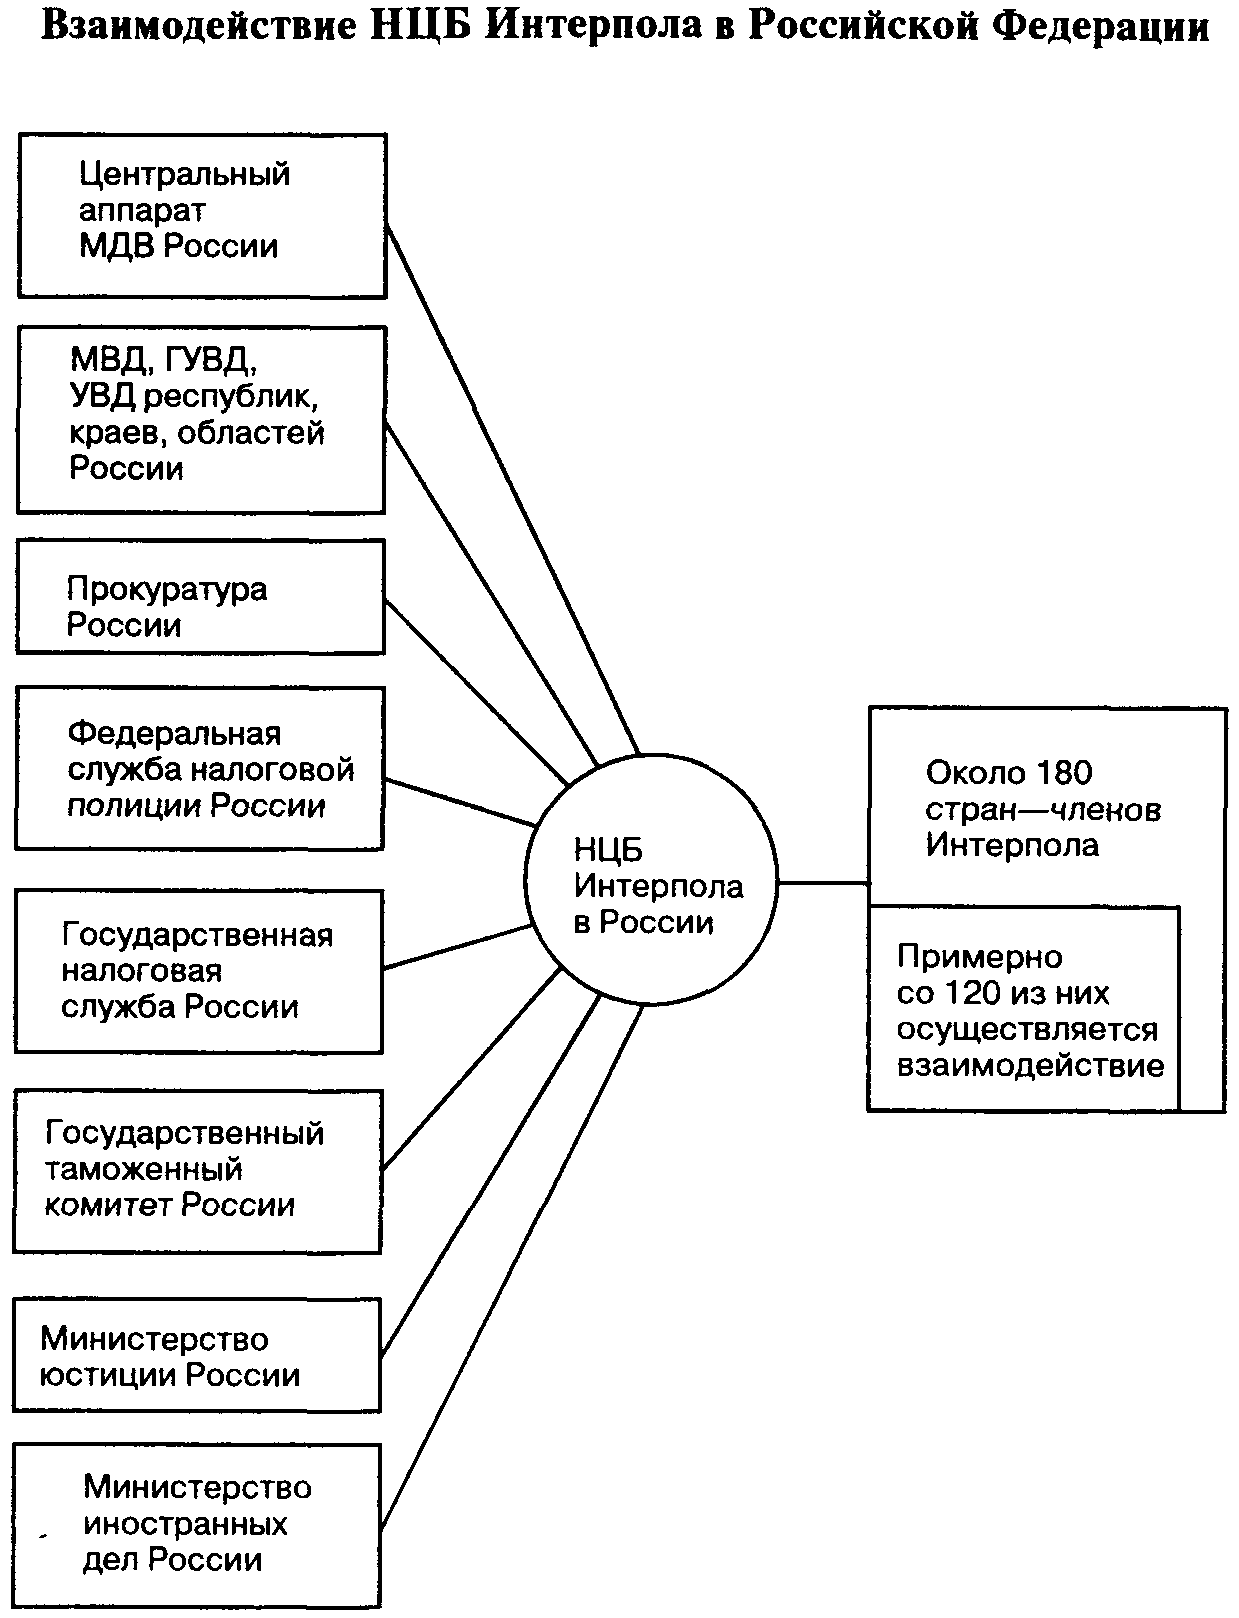 Взаимодействие НЦБ Интерпола в Российской Федерации
Центральный
аппарат
МДВ России
МВД, ГУВД,
УВД республик,
краев, областей
России
Прокуратура
России
Федеральная
служба налоговой
полиции России
Государственная
налоговая
служба России
Государственный
таможенный
комитет России
Министерство
юстиции России
Министерство
иностранных
дел России
НЦБ
Интерпола
в России
Около 180
стран—членов
Интерпола
Примерно
со 120 из них
осуществляется
взаимодействие